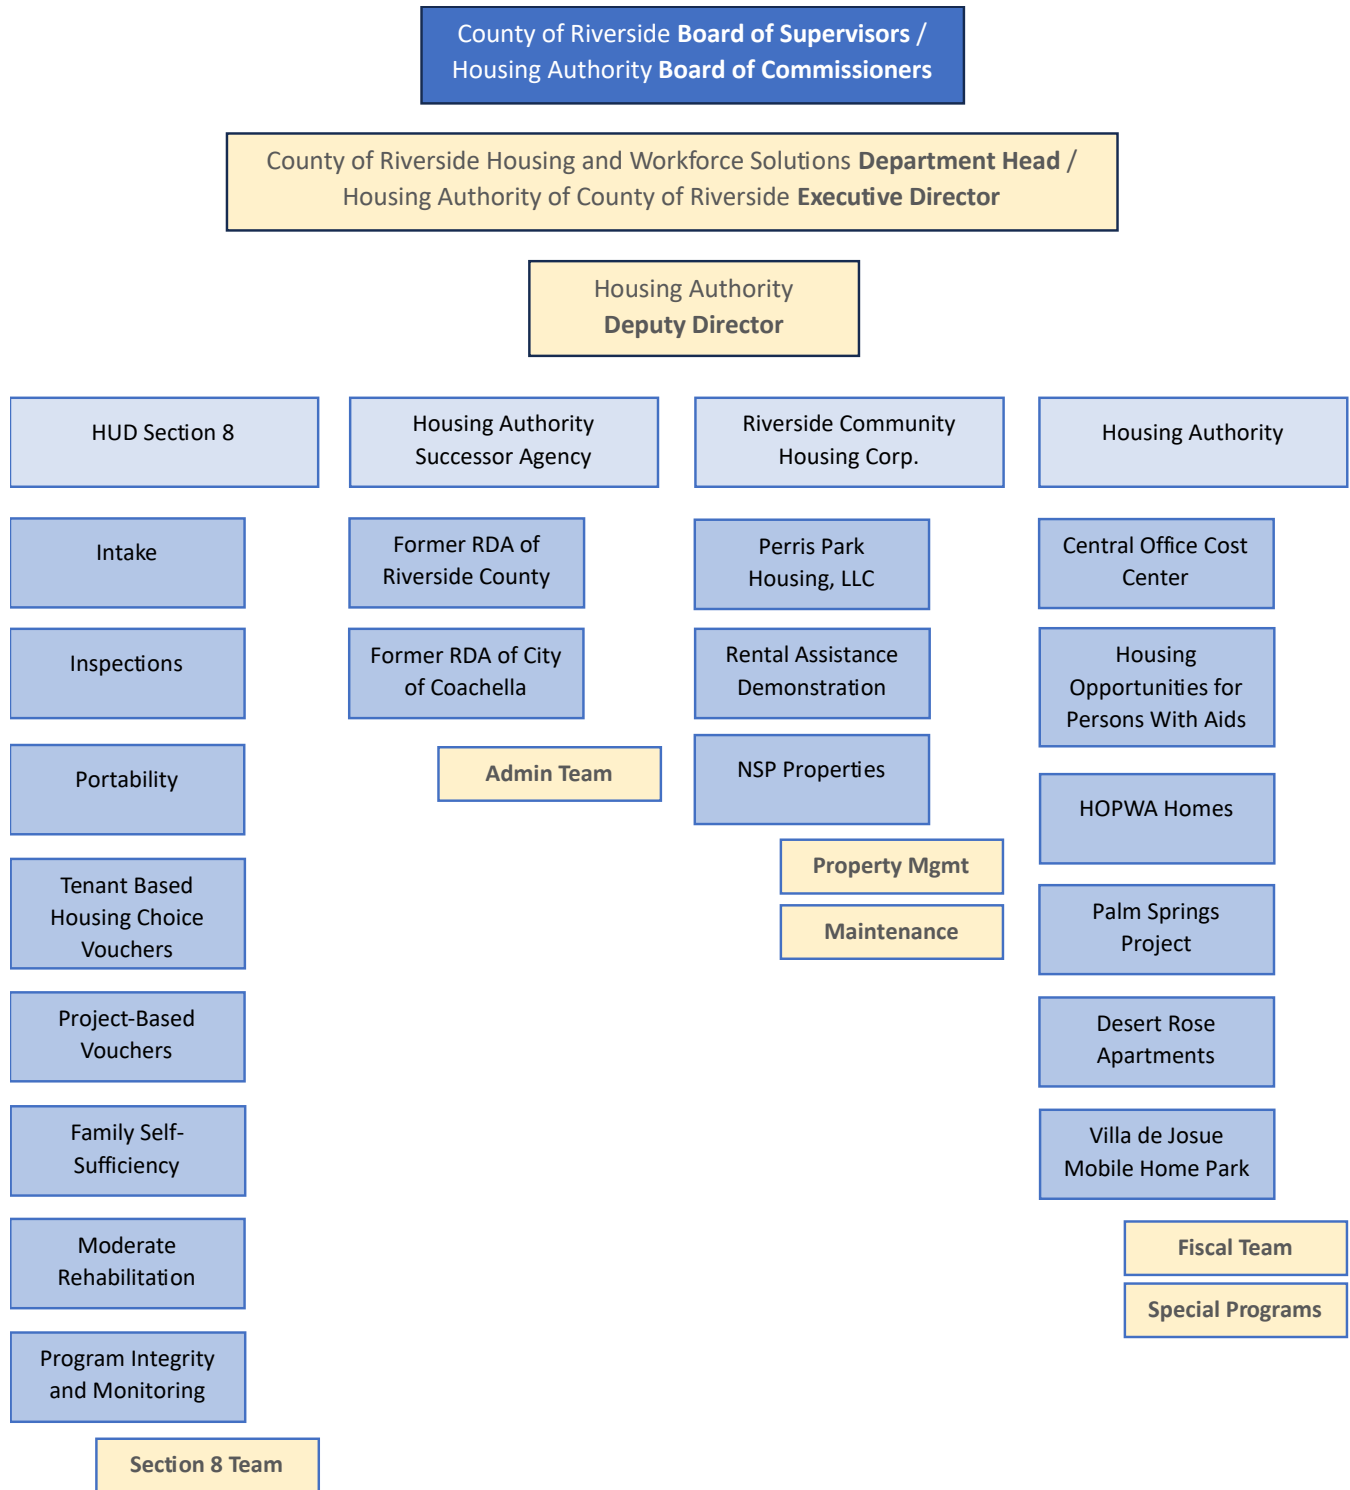 County of Riverside Board of Supervisors /
Housing Authority Board of Commissioners
County of Riverside Housing and Workforce Solutions Department Head /
Housing Authority of County of Riverside Executive Director
Housing Authority
Deputy Director
HUD Section 8
Intake
Inspections
Portability
Tenant Based
Housing Choice
Vouchers
Project-Based
Vouchers
Family Self-
Sufficiency
Moderate
Rehabilitation
Program Integrity
and Monitoring
Section 8 Team
Housing Authority
Successor Agency
Former RDA of
Riverside County
Former RDA of City
of Coachella
Admin Team
Riverside Community
Housing Corp.
Perris Park
Housing, LLC
Rental Assistance
Demonstration
NSP Properties
Property Mgmt
Maintenance
Housing Authority
Central Office Cost
Center
Housing
Opportunities for
Persons With Aids
HOPWA Homes
Palm Springs
Project
Desert Rose
Apartments
Villa de Josue
Mobile Home Park
Fiscal Team
Special Programs